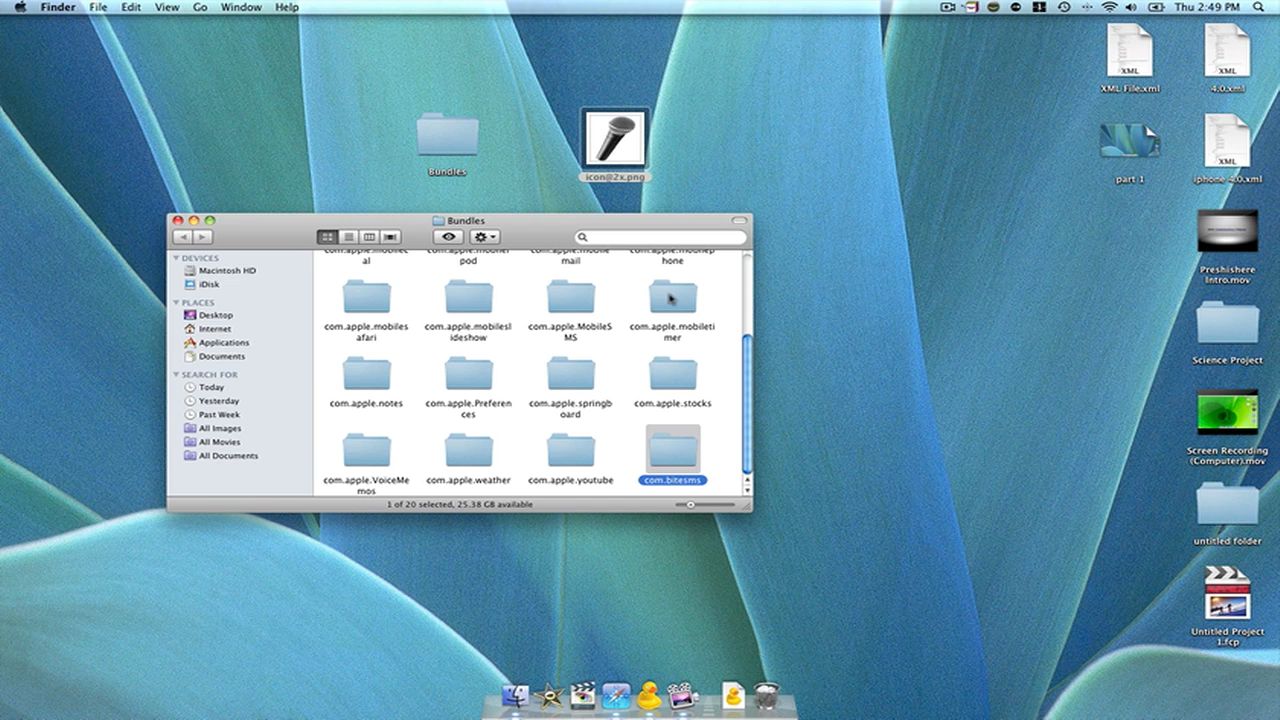 Finder File Edit View Go Window Help Thu 2:49 PM
XML
XML File.xml
XML
4.0.xml
Bundles
icon@2x.png
part 1
XML
iphone 4.0.xml
Bundles
DEVICES
Macintosh HD
iDisk
PLACES
Desktop
Internet
Applications
Documents
SEARCH FOR
Today
Yesterday
Past Week
All Images
All Movies
All Documents
al
pod
mail
phone
com.apple.mobiles
afari
com.apple.mobilesl
ideshow
com.apple.MobileS
MS
com.apple.mobileti
mer
com.apple.notes
com.apple.Preferen
ces
com.apple.springb
oard
com.apple.stocks
com.apple.VoiceMe
mos
com.apple.weather
com.apple.youtube
com.bitesms
1 of 20 selected, 25.38 GB available
Preshishere
Intro.mov
Science Project
Screen Recording
(Computer).mov
untitled folder
Untitled Project
1.fcp